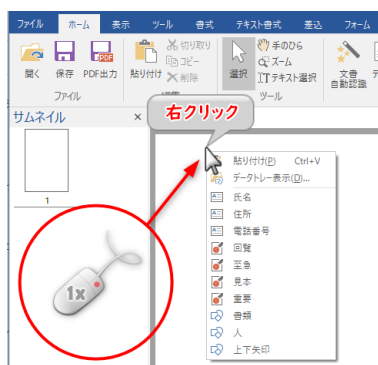 ファイル ホーム 表示 ツール 書式 テキスト書式 差込 フォーム
開く 保存 PDF出力 貼り付け 切り取り コピー 削除 選択 手のひら ズーム テキスト選択 文書自動認識
ファイル ツール
サムネイル ×
右クリック
1
貼り付け(P) Ctrl+V
データトレー表示(D)...
氏名
住所
電話番号
回覧
至急
見本
重要
書類
人
上下矢印
1x